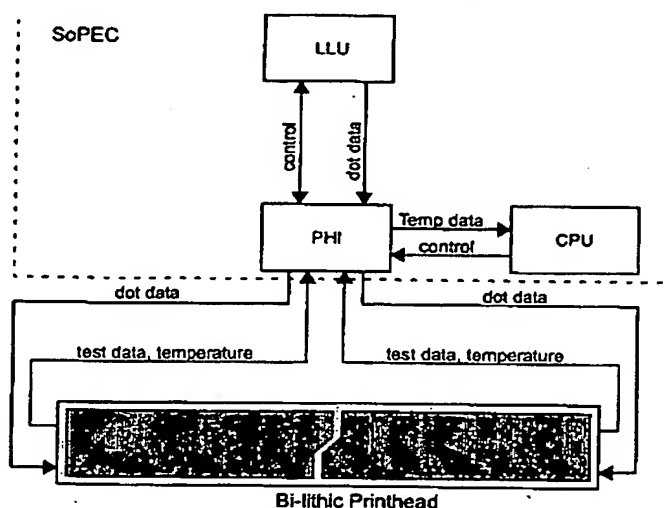 SoPEC
LLU
control
dot data
PHI
Temp data
control
CPU
dot data
dot data
test data, temperature
test data, temperature
Bi-lithic Printhead